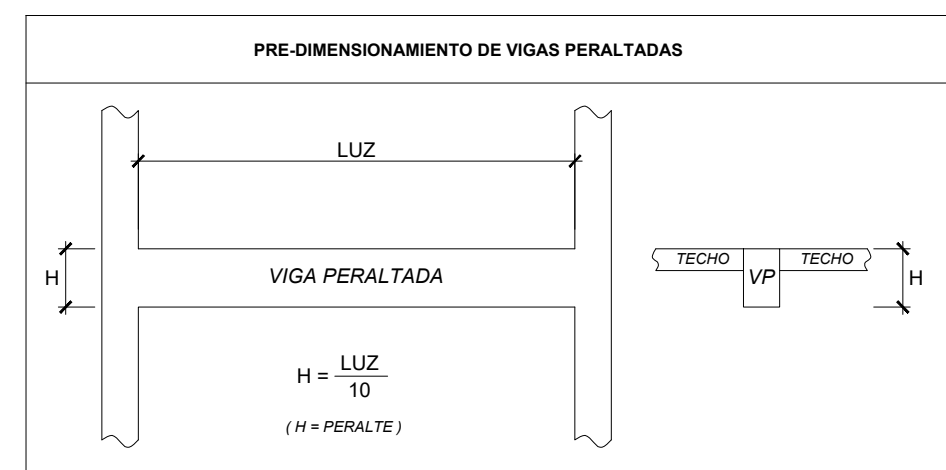 PRE-DIMENSIONAMIENTO DE VIGAS PERALTADAS
LUZ
H
VIGA PERALTADA
TECHO
VP
TECHO
H
H = LUZ
10
( H = PERALTE )